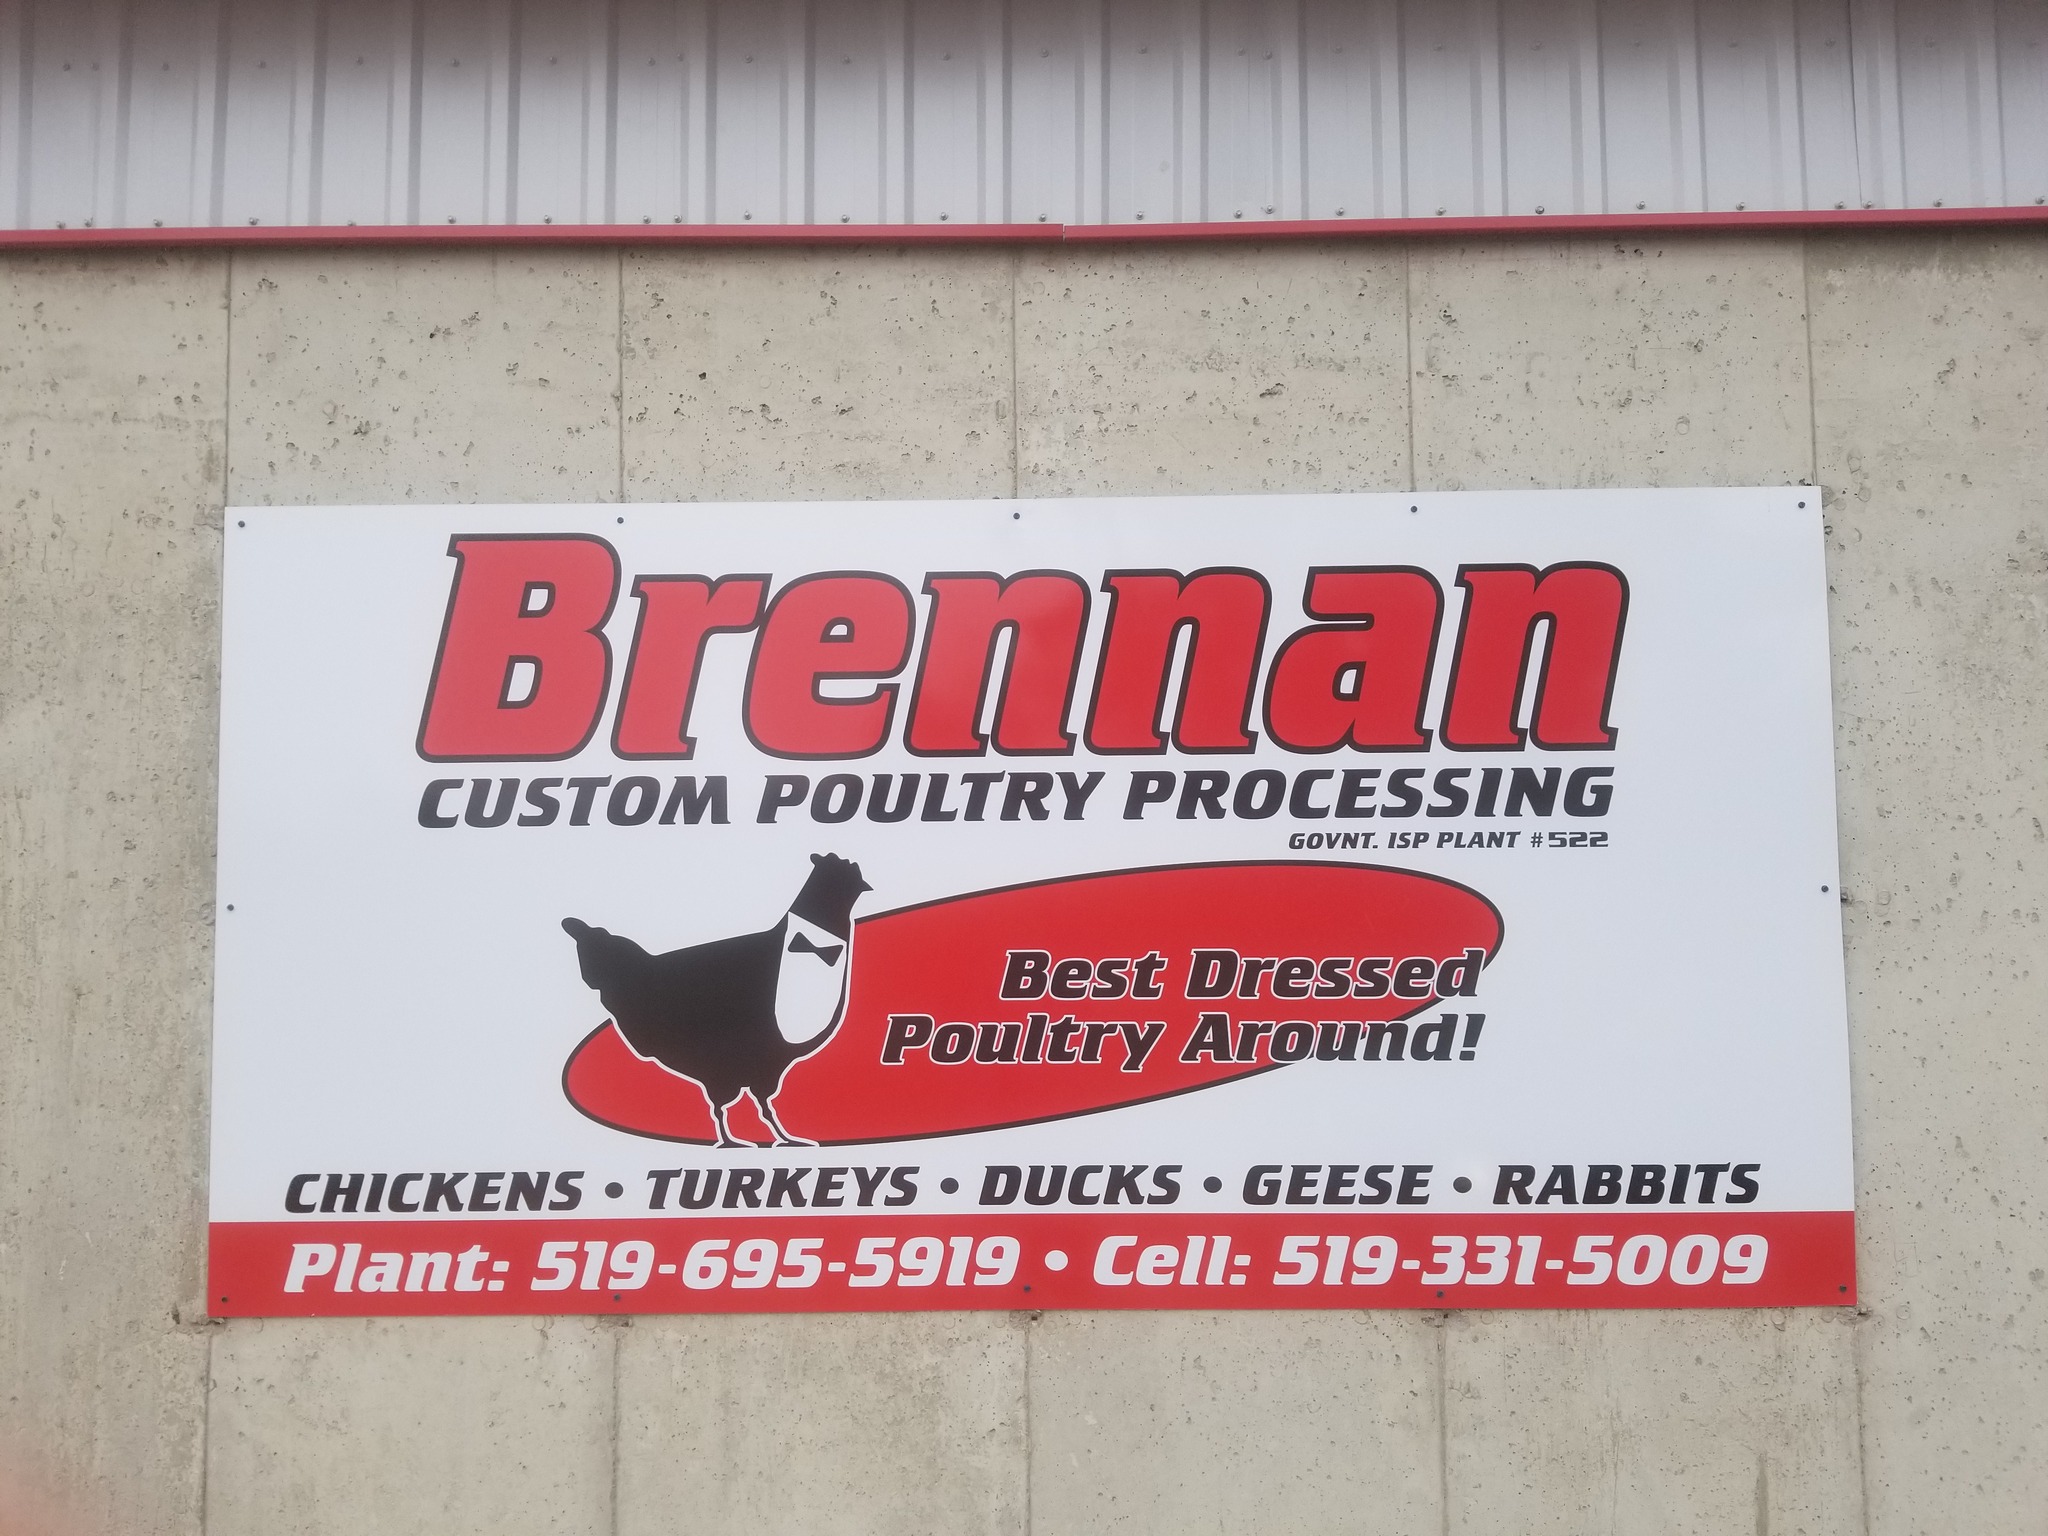 Brennan
CUSTOM POULTRY PROCESSING
GOVNT. ISP PLANT #522
Best Dressed
Poultry Around!
CHICKENS • TURKEYS • DUCKS • GEESE • RABBITS
Plant: 519-695-5919 • Cell: 519-331-5009